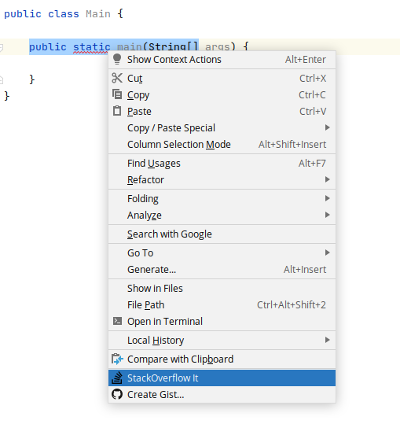 public class Main {
public static main(String[] args) {
Show Context Actions Alt+Enter
Cut Ctrl+X
Copy Ctrl+C
Paste Ctrl+V
Copy / Paste Special
Column Selection Mode Alt+Shift+Insert
Find Usages Alt+F7
Refactor
Folding
Analyze
Search with Google
Go To
Generate... Alt+Insert
Show in Files
File Path Ctrl+Alt+Shift+2
Open in Terminal
Local History
Compare with Clipboard
StackOverflow It
Create Gist...
}
}